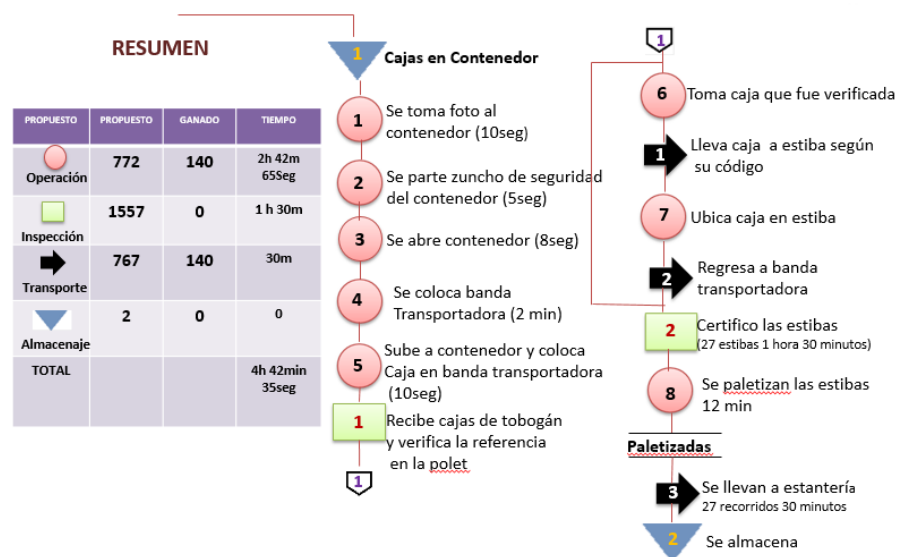 RESUMEN
PROPUESTO PROPUESTO GANADO TIEMPO
Operación 772 140 2h 42m
65Seg
Inspección 1557 0 1 h 30m
Transporte 767 140 30m
Almacenaje 2 0 0
TOTAL 4h 42min
35seg
1 Cajas en Contenedor
1 Se toma foto al
contenedor (10seg)
2 Se parte zuncho de seguridad
del contenedor (5seg)
3 Se abre contenedor (8seg)
4 Se coloca banda
Transportadora (2 min)
5 Sube a contenedor y coloca
Caja en banda transportadora
(10seg)
1 Recibe cajas de tobogán
y verifica la referencia
en la polet
1
1
6 Toma caja que fue verificada
1 Lleva caja a estiba según
su código
7 Ubica caja en estiba
2 Regresa a banda
transportadora
2 Certifico las estibas
(27 estibas 1 hora 30 minutos)
8 Se paletizan las estibas
12 min
Paletizadas
3 Se llevan a estantería
27 recorridos 30 minutos
2 Se almacena